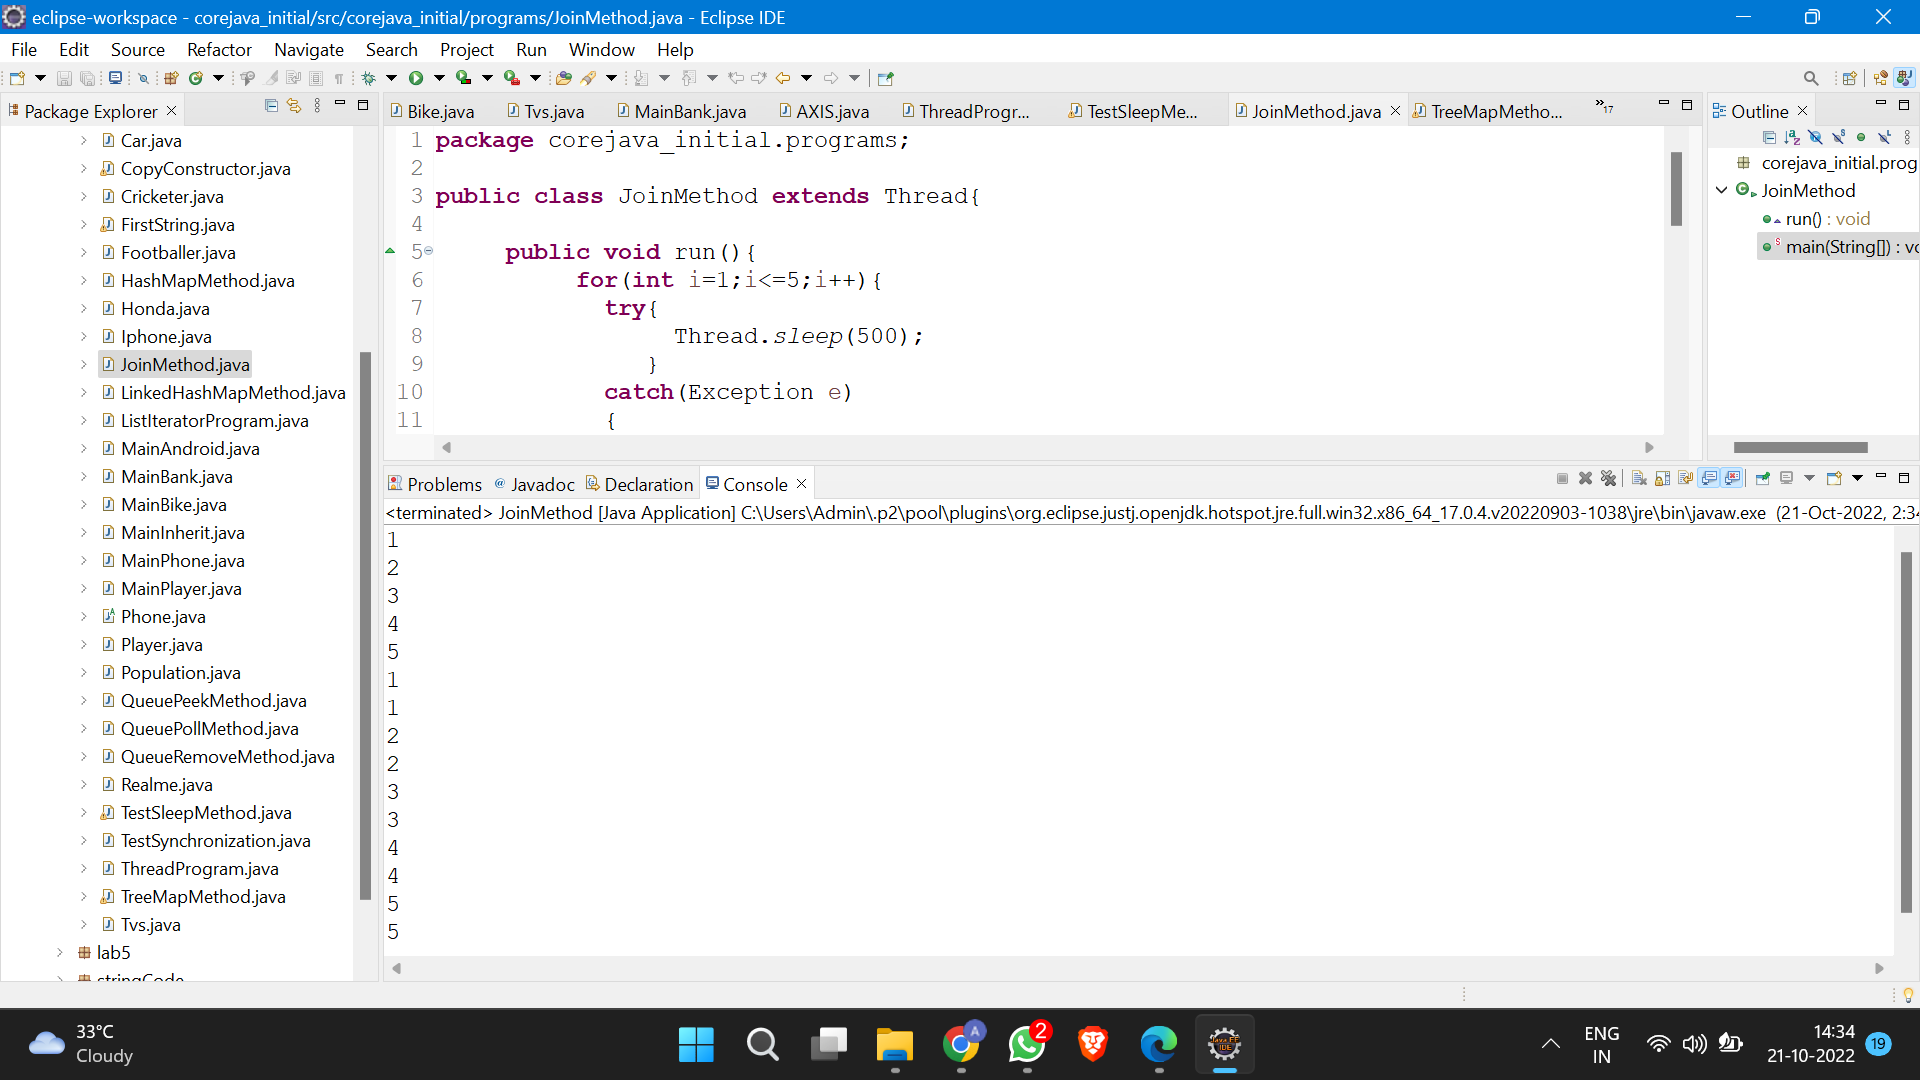 eclipse-workspace - corejava_initial/src/corejava_initial/programs/JoinMethod.java - Eclipse IDE
File Edit Source Refactor Navigate Search Project Run Window Help
Package Explorer
Car.java
CopyConstructor.java
Cricketer.java
FirstString.java
Footballer.java
HashMapMethod.java
Honda.java
Iphone.java
JoinMethod.java
LinkedHashMapMethod.java
ListIteratorProgram.java
MainAndroid.java
MainBank.java
MainBike.java
MainInherit.java
MainPhone.java
MainPlayer.java
Phone.java
Player.java
Population.java
QueuePeekMethod.java
QueuePollMethod.java
QueueRemoveMethod.java
Realme.java
TestSleepMethod.java
TestSynchronization.java
ThreadProgram.java
TreeMapMethod.java
Tvs.java
lab5
stringCode
Bike.java Tvs.java MainBank.java AXIS.java ThreadProgr... TestSleepMe... JoinMethod.java TreeMapMetho... »17
1 package corejava_initial.programs;
2
3 public class JoinMethod extends Thread{
4
5 public void run(){
6 for(int i=1;i<=5;i++){
7 try{
8 Thread.sleep(500);
9 }
10 catch(Exception e)
11 {
Outline
corejava_initial.prog
JoinMethod
run() : void
main(String[]) : vo
Problems @ Javadoc Declaration Console
<terminated> JoinMethod [Java Application] C:\Users\Admin\.p2\pool\plugins\org.eclipse.justj.openjdk.hotspot.jre.full.win32.x86_64_17.0.4.v20220903-1038\jre\bin\javaw.exe (21-Oct-2022, 2:34
1
2
3
4
5
1
1
2
2
3
3
4
4
5
5
33°C
Cloudy
A
2
ENG
IN
14:34
21-10-2022
19